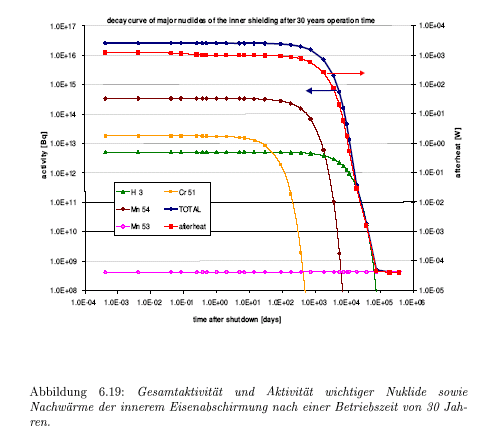 decay curve of major nuclides of the inner shielding after 30 years operation time
1.0E+17
1.0E+16
1.0E+15
1.0E+14
1.0E+13
1.0E+12
1.0E+11
1.0E+10
1.0E+09
1.0E+08
activity [Bq]
1.0E+04
1.0E+03
1.0E+02
1.0E+01
1.0E+00
1.0E-01
1.0E-02
1.0E-03
1.0E-04
1.0E-05
afterheat [W]
H 3 Cr 51
Mn 54 TOTAL
Mn 53 afterheat
1.0E-04 1.0E-03 1.0E-02 1.0E-01 1.0E+00 1.0E+01 1.0E+02 1.0E+03 1.0E+04 1.0E+05 1.0E+06
time after shutdown [days]
Abbildung 6.19: Gesamtaktivität und Aktivität wichtiger Nuklide sowie
Nachwärme der innerem Eisenabschirmung nach einer Betriebszeit von 30 Jah-
ren.